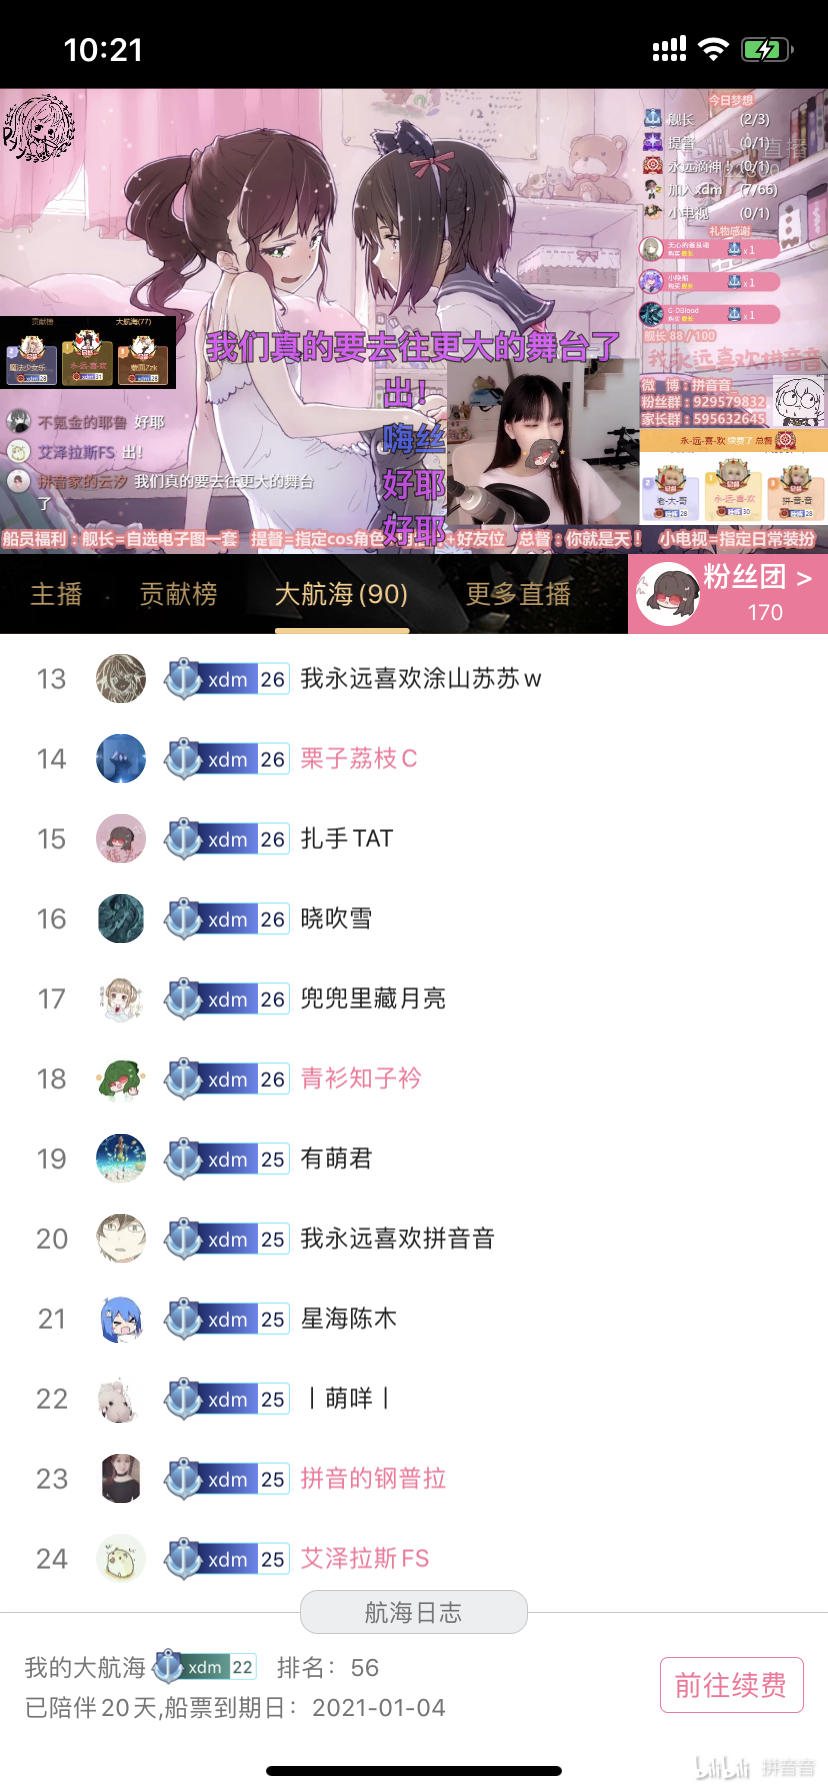 10:21
今日梦想
舰长 (2/3)
提督 (0/1)
永远滴神! (0/1)
加入xdm (7/66)
小电视 (0/1)
礼物感谢
x 1
小晚船
x 1
G-DBlood
x 1
舰长 88 / 100
我永远喜欢拼音音
微 博:拼音音_
粉丝群:929579832
家长群:595632645
永-远-喜-欢 续费了 总督
老-大-哥
永-远-喜-欢
拼-音-音
贡献榜
大航海(77)
我们真的要去往更大的舞台了
出!
嗨丝
好耶
好耶
不氪金的耶鲁 好耶
艾泽拉斯FS 出!
拼音家的云汐 我们真的要去往更大的舞台
了
船员福利:舰长=自选电子图一套 提督=指定cos角色 +好友位 总督:你就是天! 小电视=指定日常装扮
主播
贡献榜
大航海(90)
更多直播
粉丝团 >
170
13 xdm 26 我永远喜欢涂山苏苏w
14 xdm 26 栗子荔枝C
15 xdm 26 扎手TAT
16 xdm 26 晓吹雪
17 xdm 26 兜兜里藏月亮
18 xdm 26 青衫知子衿
19 xdm 25 有萌君
20 xdm 25 我永远喜欢拼音音
21 xdm 25 星海陈木
22 xdm 25 丨萌咩丨
23 xdm 25 拼音的钢普拉
24 xdm 25 艾泽拉斯FS
航海日志
我的大航海 xdm 22 排名: 56
已陪伴20天,船票到期日: 2021-01-04
前往续费
bilibili 拼音音